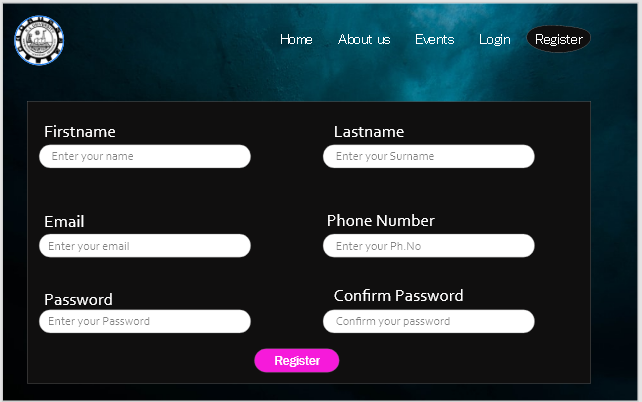 Home About us Events Login Register
Firstname Lastname
Enter your name Enter your Surname
Email Phone Number
Enter your email Enter your Ph.No
Password Confirm Password
Enter your Password Confirm your password
Register